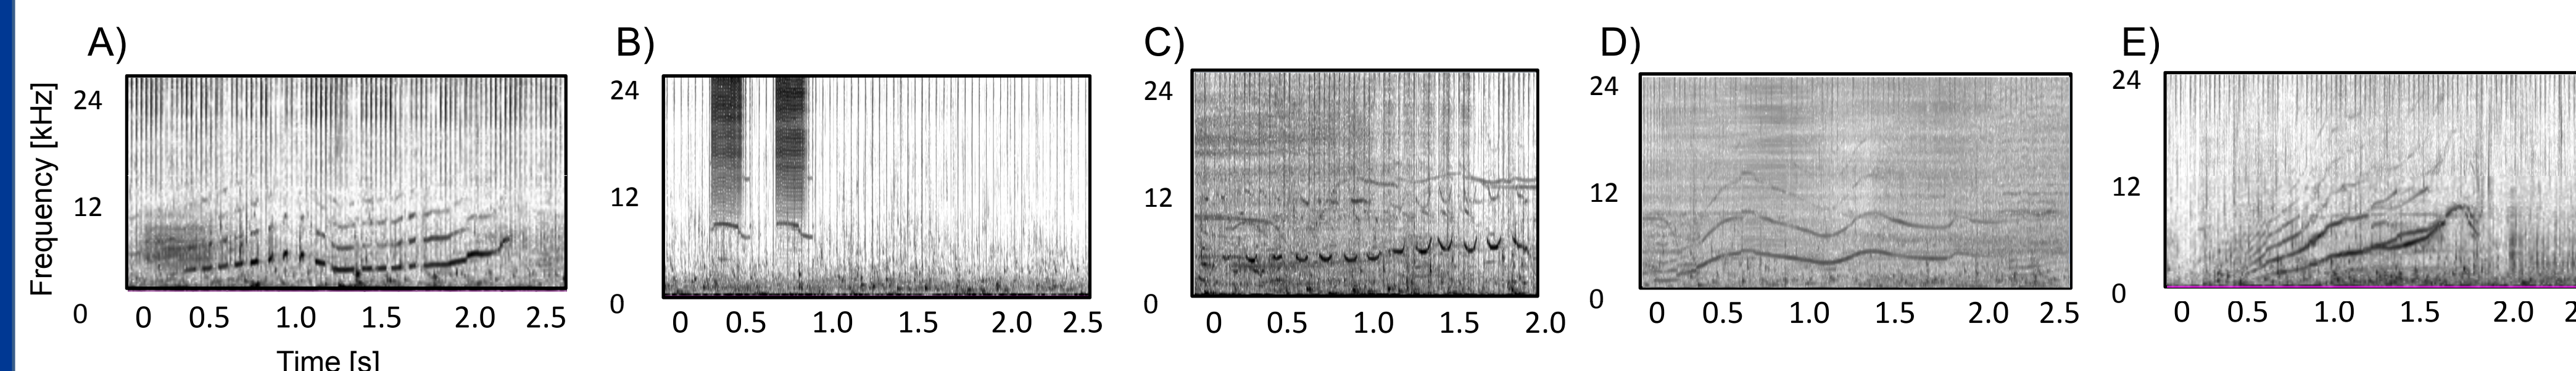 A) B) C) D) E)
Frequency [kHz]
24 24 24 24 24
12 12 12 12 12
0 0 0 0 0
0 0.5 1.0 1.5 2.0 2.5 0 0.5 1.0 1.5 2.0 2.5 0 0.5 1.0 1.5 2.0 0 0.5 1.0 1.5 2.0 2.5 0 0.5 1.0 1.5 2.0
Time [s]